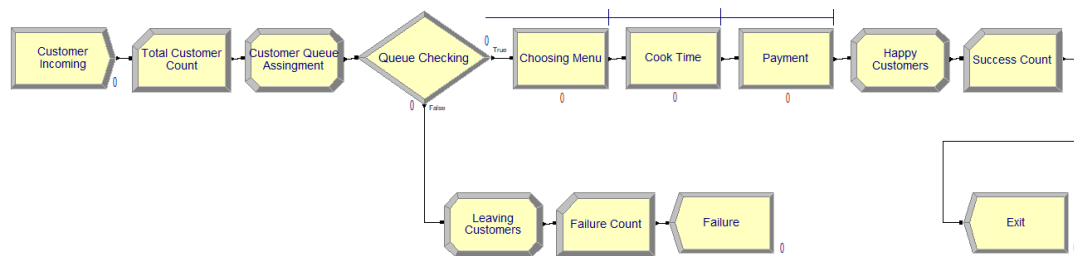 Customer
Incoming
0
Total Customer
Count
Customer Queue
Assingment
Queue Checking
0
True
0
False
Choosing Menu
0
Cook Time
0
Payment
0
Happy
Customers
Success Count
Leaving
Customers
Failure Count
Failure
0
Exit